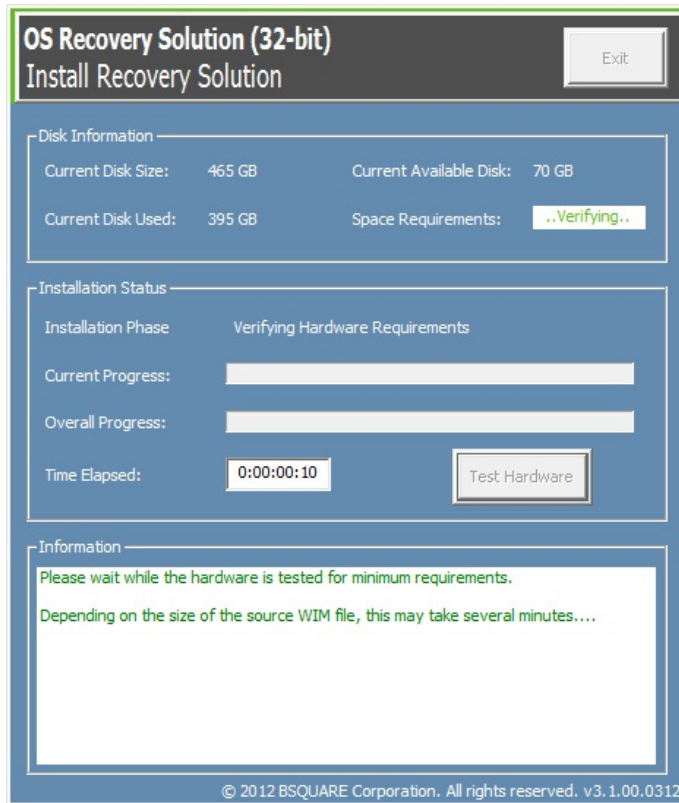 OS Recovery Solution (32-bit)
Install Recovery Solution
Exit
Disk Information
Current Disk Size: 465 GB Current Available Disk: 70 GB
Current Disk Used: 395 GB Space Requirements: ..Verifying..
Installation Status
Installation Phase Verifying Hardware Requirements
Current Progress:
Overall Progress:
Time Elapsed: 0:00:00:10 Test Hardware
Information
Please wait while the hardware is tested for minimum requirements.
Depending on the size of the source WIM file, this may take several minutes....
© 2012 BSQUARE Corporation. All rights reserved. v3.1.00.0312